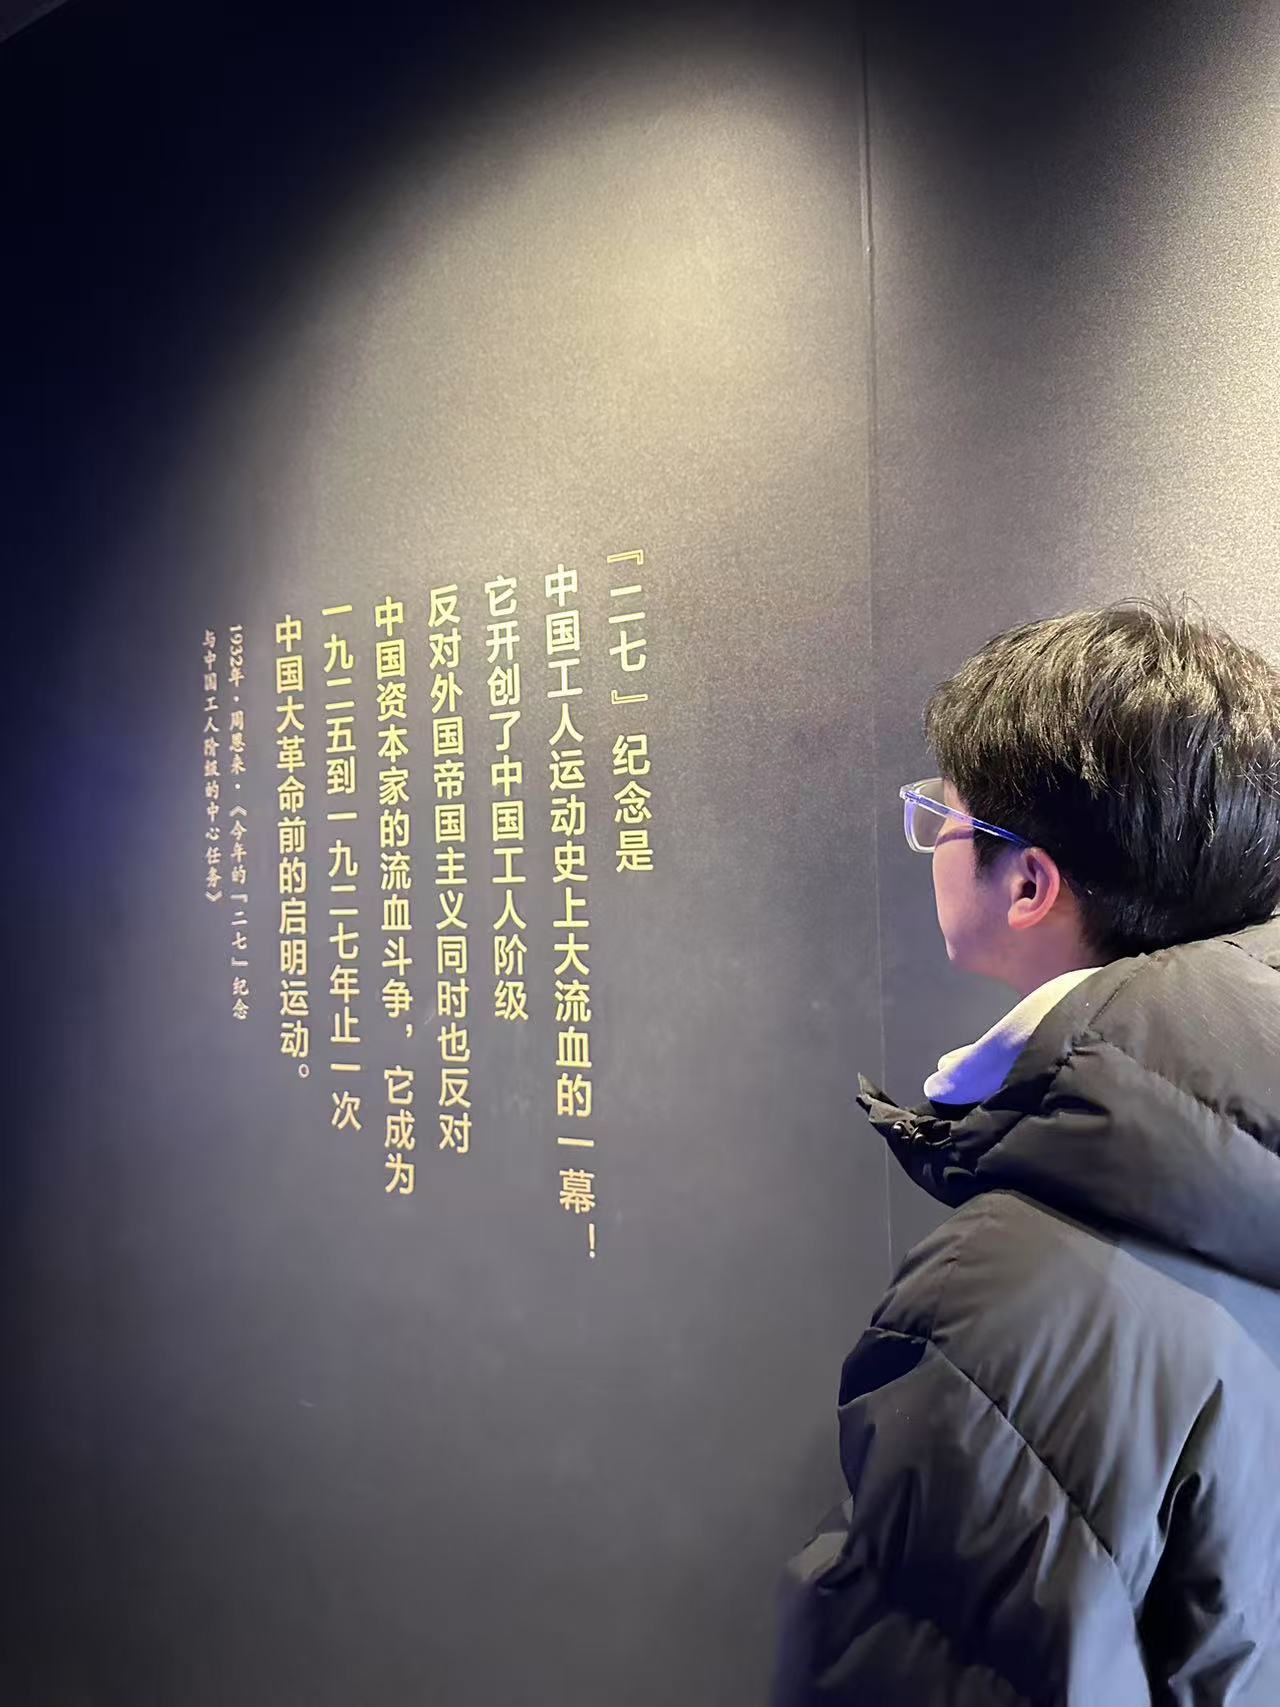 『二七』纪念是
中国工人运动史上大流血的一幕！
它开创了中国工人阶级
反对外国帝国主义同时也反对
中国资本家的流血斗争，它成为
一九二五到一九二七年止一次
中国大革命前的启明运动。
1932年·周恩来·《今年的『二七』纪念
与中国工人阶级的中心任务》